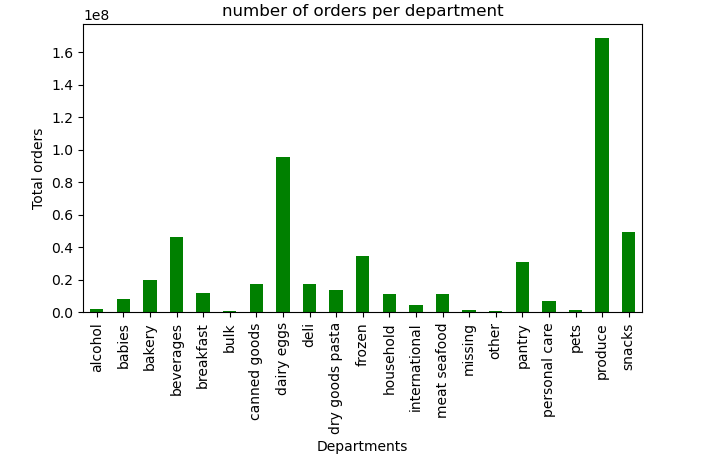 number of orders per department
1e8
1.6
1.4
1.2
1.0
0.8
0.6
0.4
0.2
0.0
Total orders
alcohol
babies
bakery
beverages
breakfast
bulk
canned goods
dairy eggs
deli
dry goods pasta
frozen
household
international
meat seafood
missing
other
pantry
personal care
pets
produce
snacks
Departments